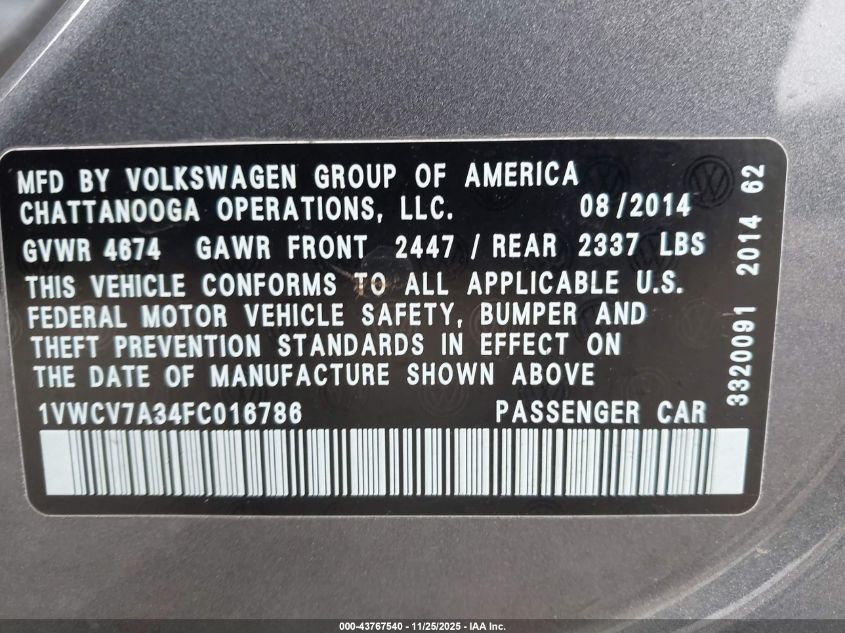 MFD BY VOLKSWAGEN GROUP OF AMERICA
CHATTANOOGA OPERATIONS, LLC. 08/2014
GVWR 4674 GAWR FRONT 2447 / REAR 2337 LBS
THIS VEHICLE CONFORMS TO ALL APPLICABLE U.S.
FEDERAL MOTOR VEHICLE SAFETY, BUMPER AND
THEFT PREVENTION STANDARDS IN EFFECT ON
THE DATE OF MANUFACTURE SHOWN ABOVE
1VWCV7A34FC016786 PASSENGER CAR
3320091 2014 62
000-43767540 - 11/25/2025 - IAA Inc.